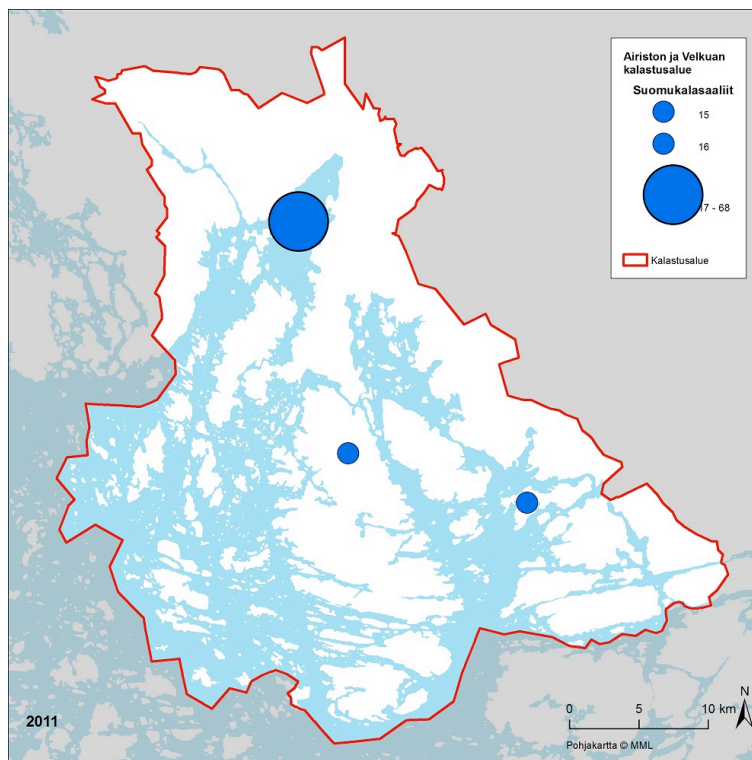 Airiston ja Velkuan
kalastusalue
Suomukalasaaliit
15
16
17 - 68
Kalastusalue
2011
0 5 10 km
N
Pohjakartta © MML